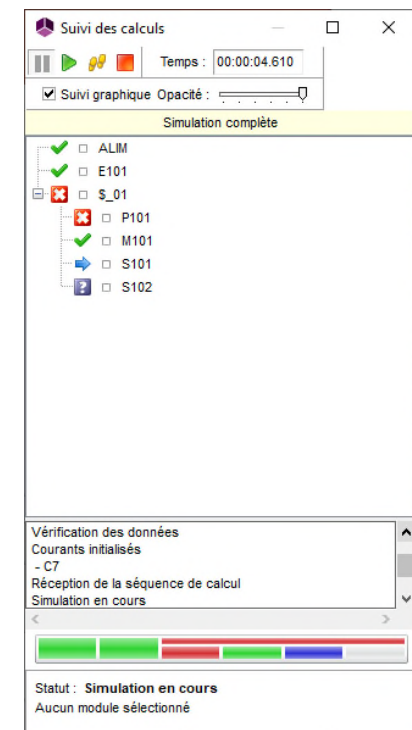 Suivi des calculs
Temps : 00:00:04.610
Suivi graphique Opacité :
Simulation complète
ALIM
E101
$_01
P101
M101
S101
S102
Vérification des données
Courants initialisés
- C7
Réception de la séquence de calcul
Simulation en cours
Statut : Simulation en cours
Aucun module sélectionné